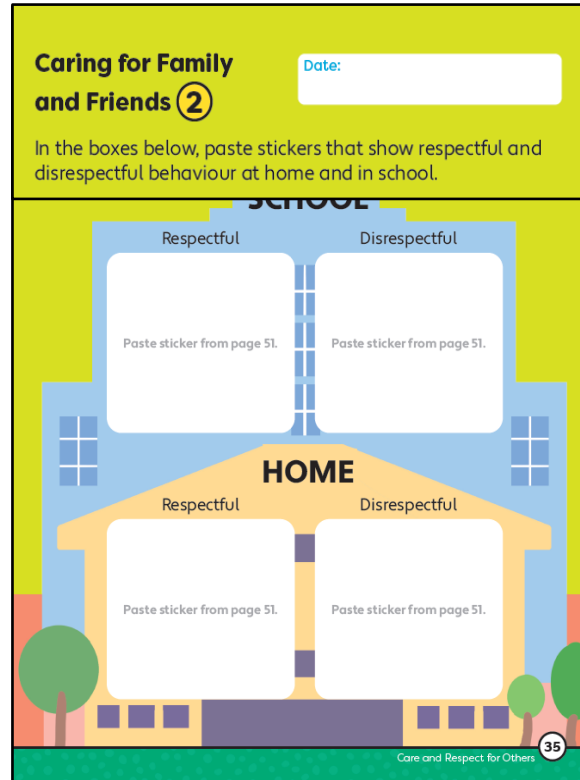 Caring for Family
and Friends 2
Date:
In the boxes below, paste stickers that show respectful and
disrespectful behaviour at home and in school.
SCHOOL
Respectful
Disrespectful
Paste sticker from page 51.
Paste sticker from page 51.
HOME
Respectful
Disrespectful
Paste sticker from page 51.
Paste sticker from page 51.
Care and Respect for Others
35